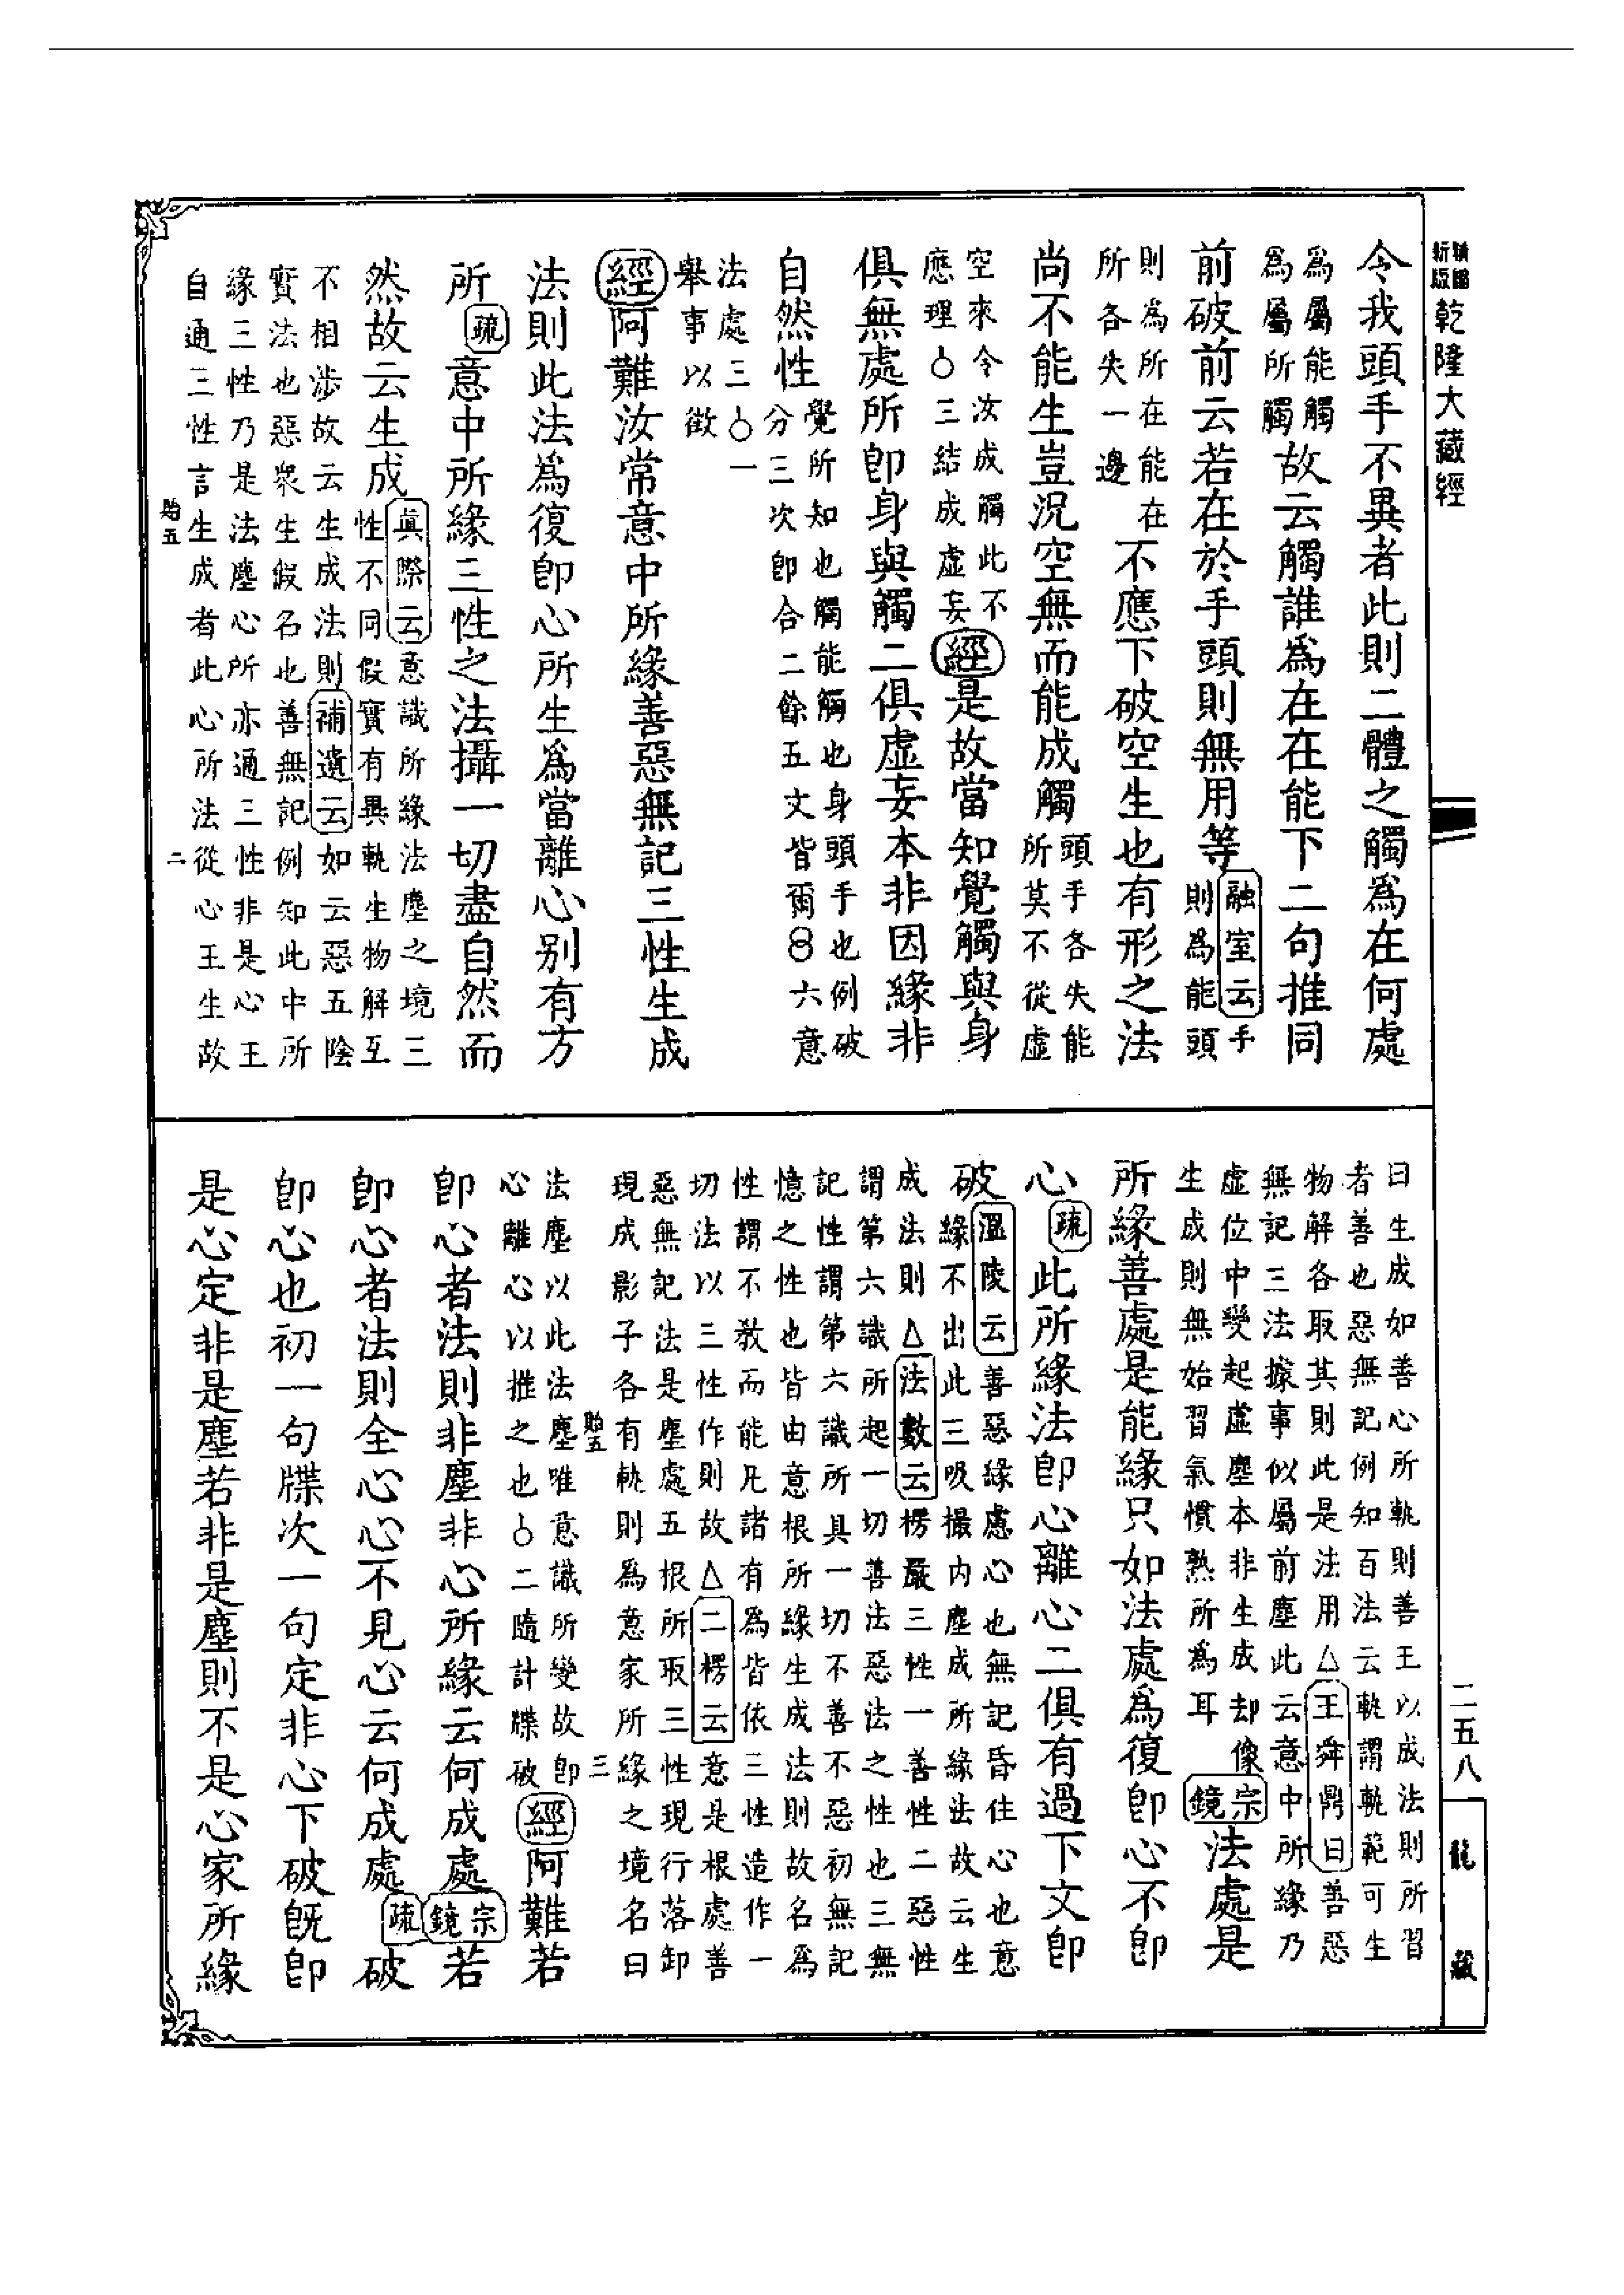 乾隆大藏經
令我頭手不異者此則二體之觸為在何處
為屬能觸
為屬所觸
故云觸誰為在在能下二句推同
前破前云若在於手頭則無用等
融室云手
則為能頭
則為所在能在
所各失一邊
不應下破空生也有形之法
尚不能生豈況空無而能成觸
頭手各失能
所莫不從虛
空來令汝成觸此不
應理○三結成虛妄
經是故當知覺觸與身
俱無處所即身與觸二俱虛妄本非因緣非
自然性
覺所知也觸能觸也身頭手也例破
分三次即合二餘五文皆爾○○六意
法處三○一
舉事以徵
經阿難汝常意中所緣善惡無記三性生成
法則此法為復即心所生為當離心別有方
所疏意中所緣三性之法攝一切盡自然而
然故云生成
真際云意識所緣法塵之境三
性不同假實有異軌生物解互
不相涉故云生成法則補遺云如云惡五陰
實法也惡眾生假名也善無記例知此中所
緣三性乃是法塵心所亦通三性非是心王
自通三性言生成者此心所法從心王生故
貽五
二
曰生成如善心所軌則善王以成法則所習
者善也惡無記例知百法云軌謂軌範可生
物解各取其則此是法用△王舜鼎曰善惡
無記三法據事似屬前塵此云意中所緣乃
虛位中變起虛塵本非生成却像
生成則無始習氣慣熟所為耳
宗鏡法處是
所緣善處是能緣只如法處為復即心不即
心疏此所緣法即心離心二俱有過下文即
破
溫陵云善惡緣慮心也無記昏住心也意
緣不出此三吸撮內塵成所緣法故云生
成法則△法數云楞嚴三性一善性二惡性
謂第六識所起一切善法惡法之性也三無
記性謂第六識所具一切不善不惡初無記
憶之性也皆由意根所緣生成法則故名為
性謂不教而能凡諸有為皆依三性造作一
切法以三性作則故△二楞云意是根處善
惡無記法是塵處五根所取三性現行落卸
現成影子各有軌則為意家所緣之境名曰
貽五
三
法塵以此法塵唯意識所變故即
心離心以推之也○二隨計牒破
經阿難若
即心者法則非塵非心所緣云何成處宗鏡若
即心者法則全心心不見心云何成處疏破
即心也初一句牒次一句定非心下破既即
是心定非是塵若非是塵則不是心家所緣
二五八
龍藏